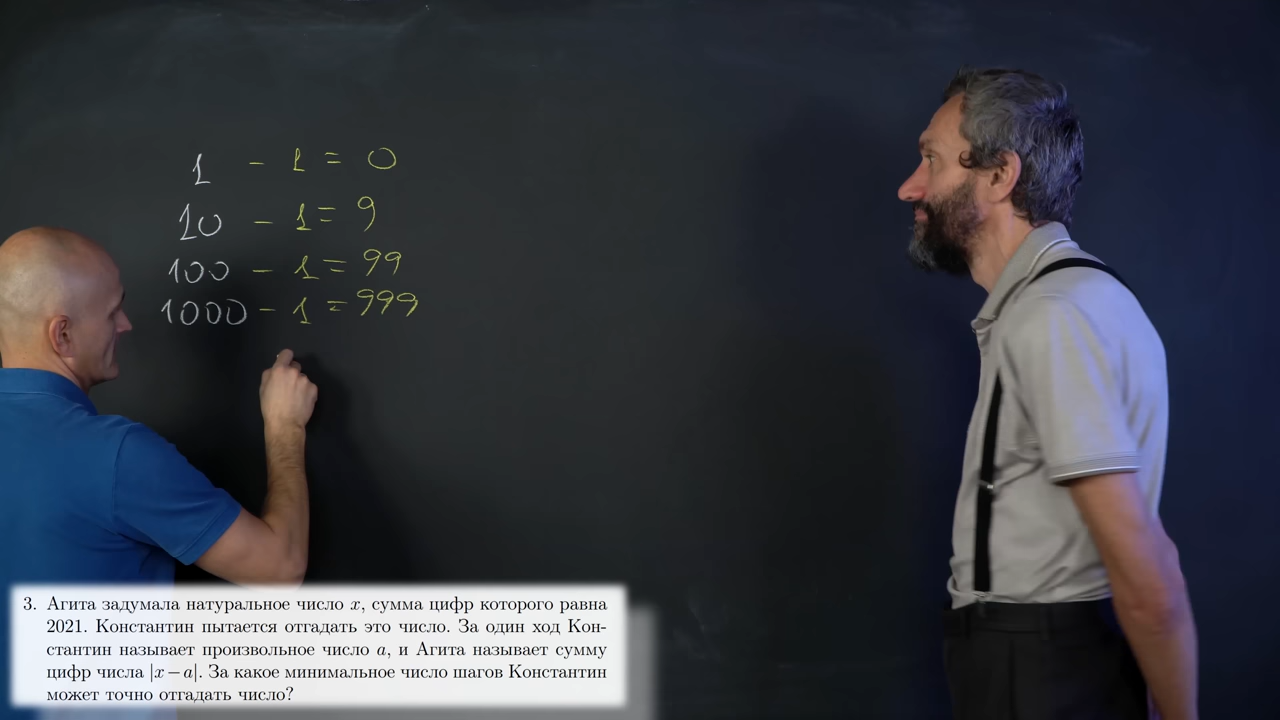 1 - 1 = 0
10 - 1 = 9
100 - 1 = 99
1000 - 1 = 999
3. Агита задумала натуральное число x, сумма цифр которого равна
2021. Константин пытается отгадать это число. За один ход Кон-
стантин называет произвольное число a, и Агита называет сумму
цифр числа |x − a|. За какое минимальное число шагов Константин
может точно отгадать число?